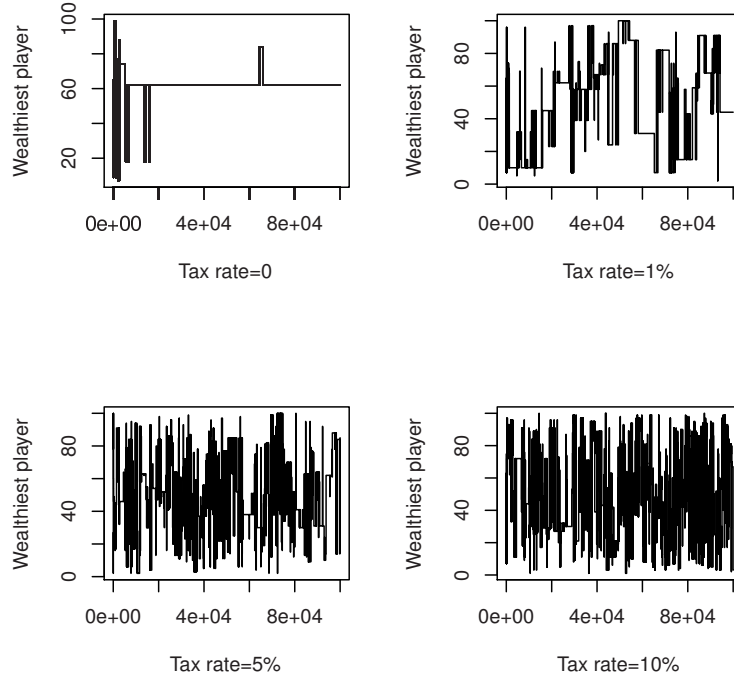 Wealthiest player
20
60
100
0e+00
4e+04
8e+04
Tax rate=0
Wealthiest player
0
40
80
0e+00
4e+04
8e+04
Tax rate=1%
Wealthiest player
0
40
80
0e+00
4e+04
8e+04
Tax rate=5%
Wealthiest player
0
40
80
0e+00
4e+04
8e+04
Tax rate=10%